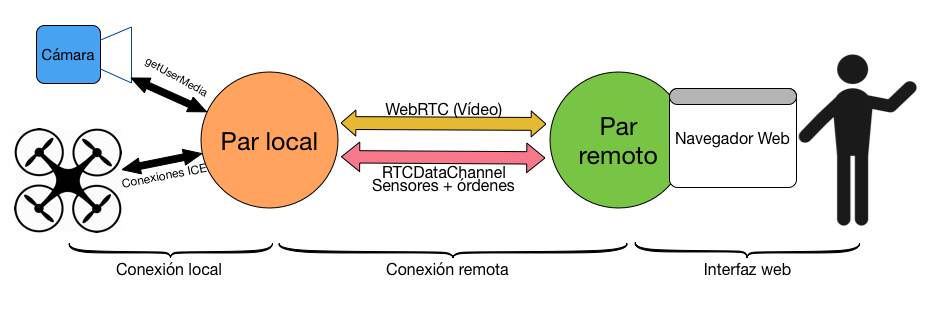 Cámara
getUserMedia
Par local
Conexiones ICE
WebRTC (Vídeo)
RTCDataChannel
Sensores + órdenes
Par
remoto
Navegador Web
Conexión local
Conexión remota
Interfaz web